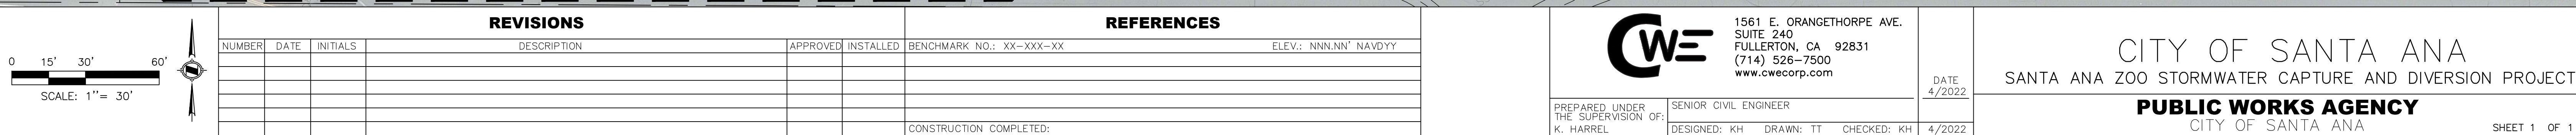 0 15' 30' 60'
SCALE: 1"= 30'
REVISIONS
NUMBER DATE INITIALS DESCRIPTION APPROVED INSTALLED
REFERENCES
BENCHMARK NO.: XX-XXX-XX ELEV.: NNN.NN' NAVDYY
CONSTRUCTION COMPLETED:
CWE
1561 E. ORANGETHORPE AVE.
SUITE 240
FULLERTON, CA 92831
(714) 526-7500
www.cwecorp.com
DATE
4/2022
PREPARED UNDER
THE SUPERVISION OF:
K. HARREL
SENIOR CIVIL ENGINEER
DESIGNED: KH DRAWN: TT CHECKED: KH
4/2022
CITY OF SANTA ANA
SANTA ANA ZOO STORMWATER CAPTURE AND DIVERSION PROJECT
PUBLIC WORKS AGENCY
CITY OF SANTA ANA
SHEET 1 OF 1